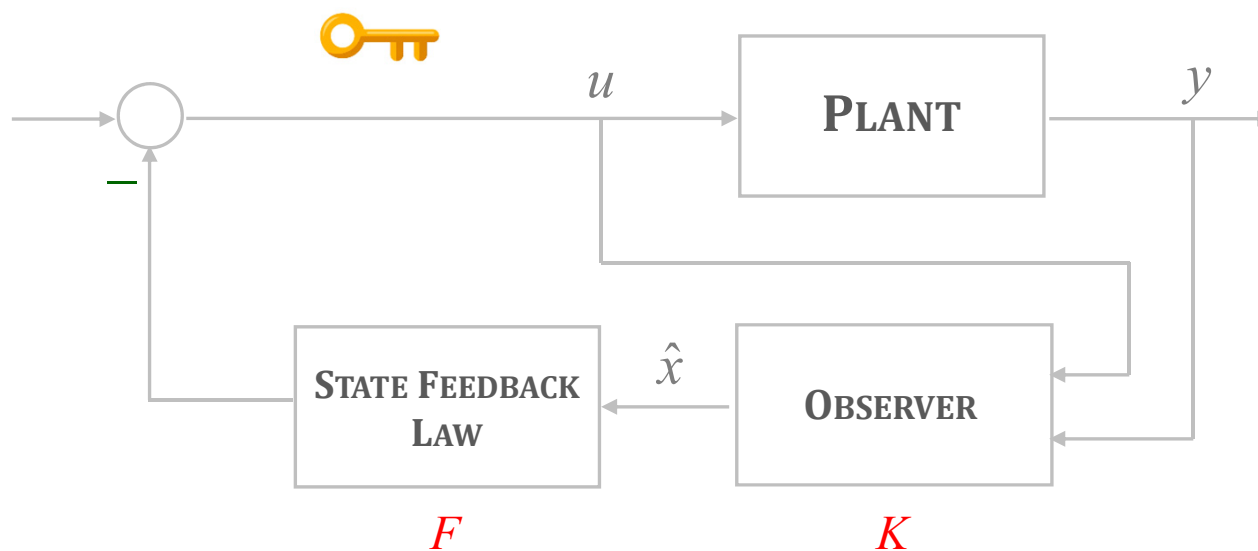 u
PLANT
y
–
STATE FEEDBACK
LAW
x̂
OBSERVER
F
K